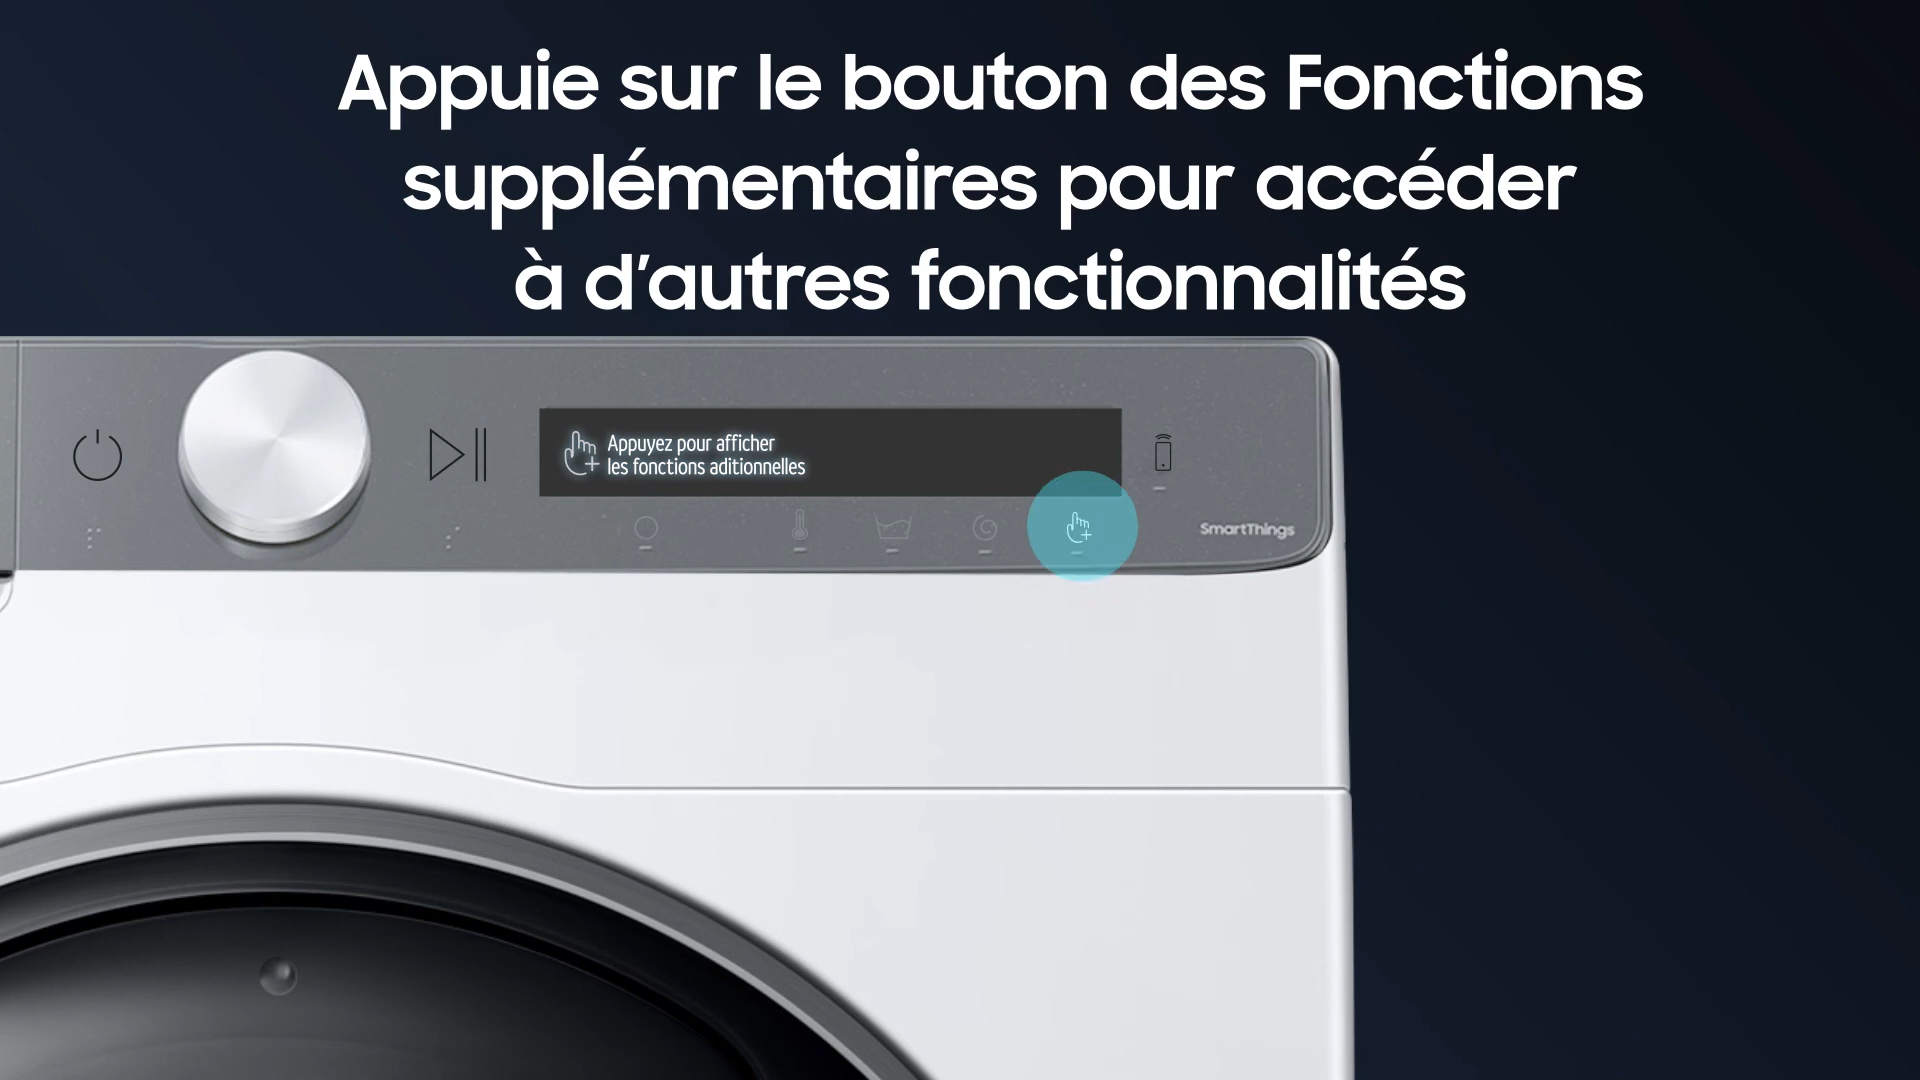 Appuie sur le bouton des Fonctions
supplémentaires pour accéder
à d’autres fonctionnalités
Appuyez pour afficher
les fonctions aditionnelles
SmartThings